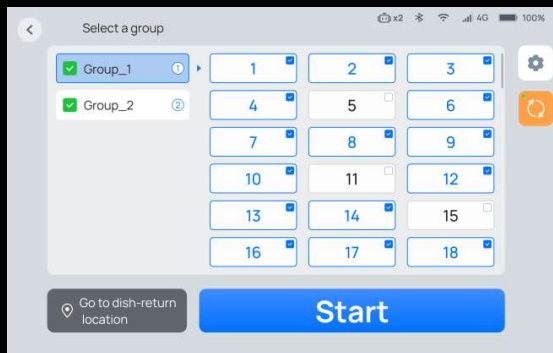 Select a group
x2 4G 100%
Group_1 1
Group_2 2
1 2 3
4 5 6
7 8 9
10 11 12
13 14 15
16 17 18
Go to dish-return
location
Start